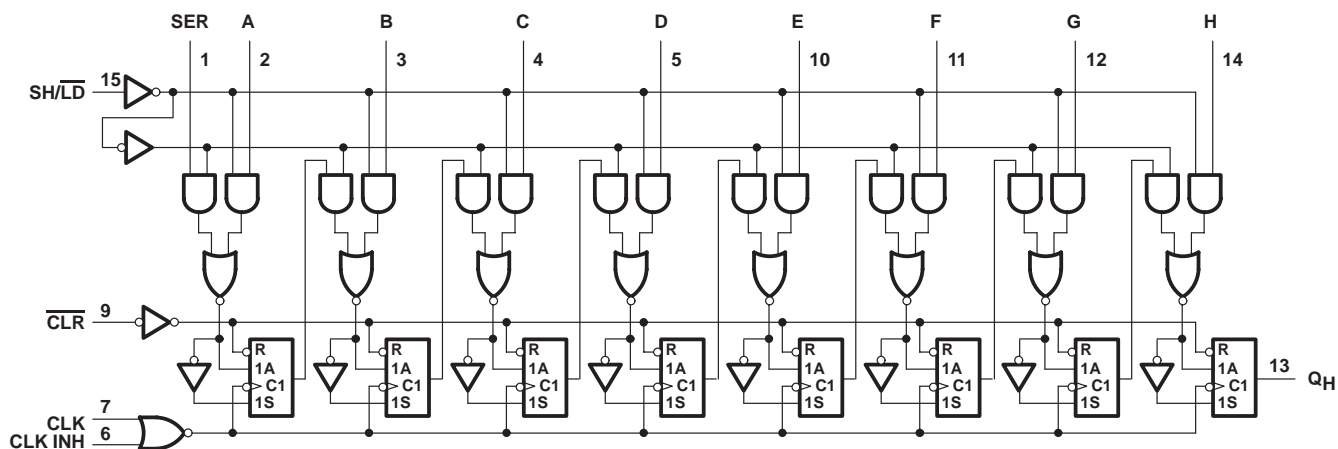 SER A B C D E F G H
1 2 3 4 5 10 11 12 14
SH/LD 15
CLR 9
R R R R R R R R
1A 1A 1A 1A 1A 1A 1A 1A
C1 C1 C1 C1 C1 C1 C1 C1
1S 1S 1S 1S 1S 1S 1S 1S
13 QH
CLK 7
CLK INH 6